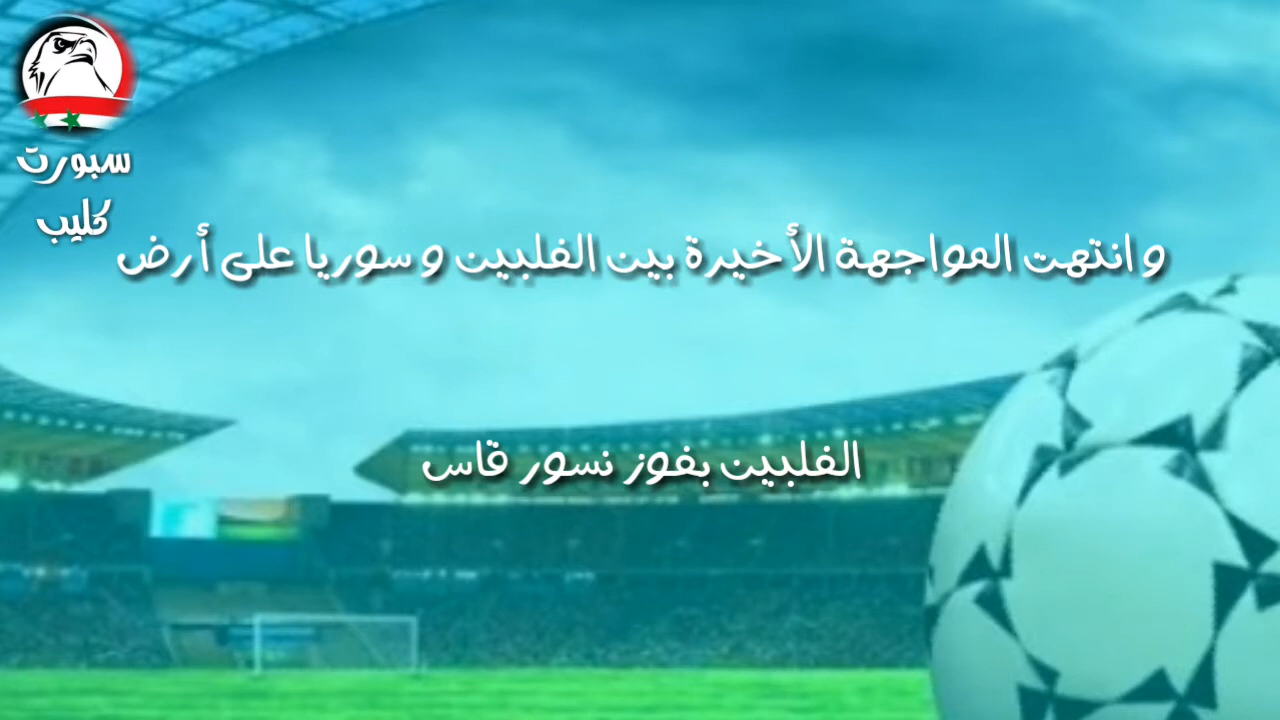 سبورت
كليب
و انتهت المواجهة الأخيرة بين الفلبين و سوريا على أرض
الفلبين بفوز نسور قاس